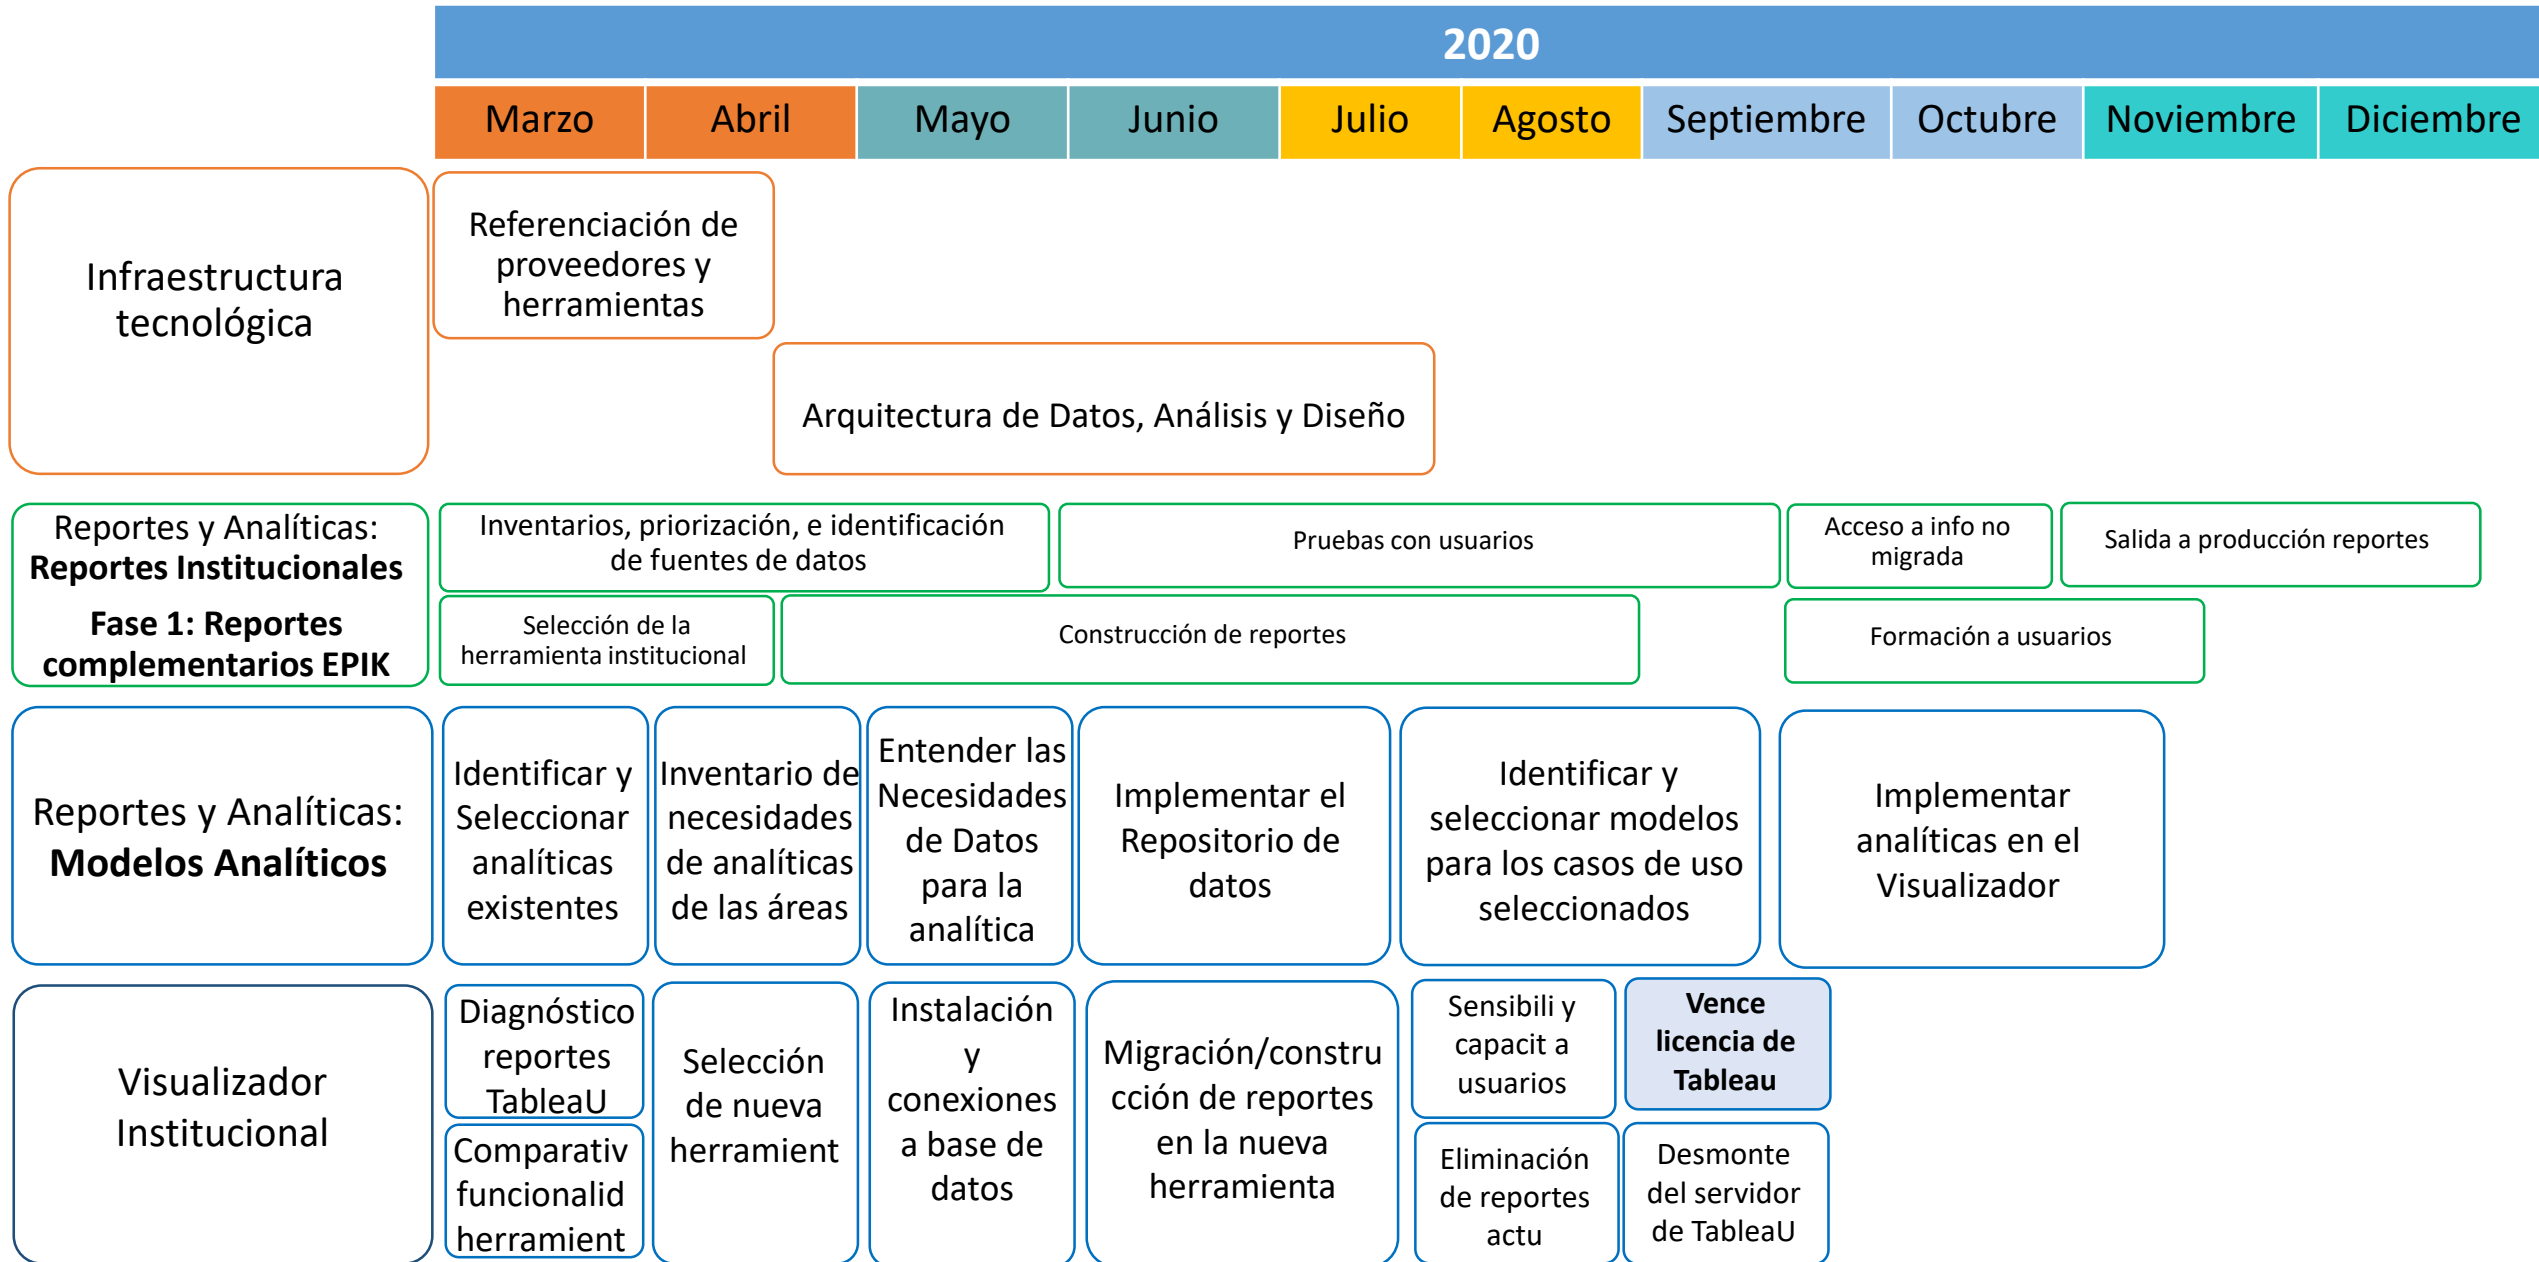 2020
Marzo
Abril
Mayo
Junio
Julio
Agosto
Septiembre
Octubre
Noviembre
Diciembre
Infraestructura
tecnológica
Referenciación de
proveedores y
herramientas
Arquitectura de Datos, Análisis y Diseño
Reportes y Analíticas:
Reportes Institucionales
Fase 1: Reportes
complementarios EPIK
Inventarios, priorización, e identificación
de fuentes de datos
Pruebas con usuarios
Acceso a info no
migrada
Salida a producción reportes
Selección de la
herramienta institucional
Construcción de reportes
Formación a usuarios
Reportes y Analíticas:
Modelos Analíticos
Identificar y
Seleccionar
analíticas
existentes
Inventario de
necesidades
de analíticas
de las áreas
Entender las
Necesidades
de Datos
para la
analítica
Implementar el
Repositorio de
datos
Identificar y
seleccionar modelos
para los casos de uso
seleccionados
Implementar
analíticas en el
Visualizador
Visualizador
Institucional
Diagnóstico
reportes
TableaU
Comparativ
funcionalid
herramient
Selección
de nueva
herramient
Instalación
y
conexiones
a base de
datos
Migración/constru
cción de reportes
en la nueva
herramienta
Sensibili y
capacit a
usuarios
Eliminación
de reportes
actu
Vence
licencia de
Tableau
Desmonte
del servidor
de TableaU